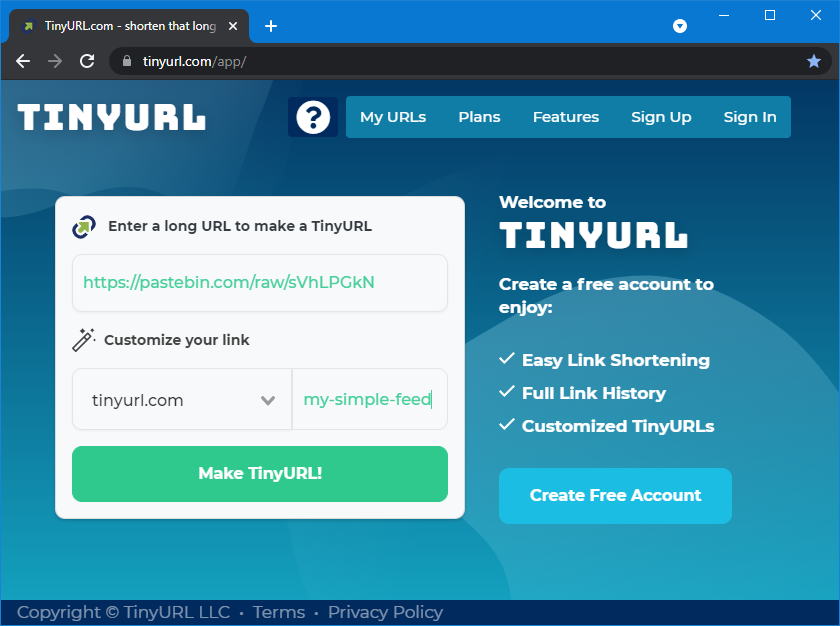 TinyURL.com - shorten that long
tinyurl.com/app/
TINYURL
?
My URLs Plans Features Sign Up Sign In
Enter a long URL to make a TinyURL
https://pastebin.com/raw/sVhLPGkN
Customize your link
tinyurl.com my-simple-feed
Make TinyURL!
Welcome to
TINYURL
Create a free account to
enjoy:
Easy Link Shortening
Full Link History
Customized TinyURLs
Create Free Account
Copyright © TinyURL LLC • Terms • Privacy Policy